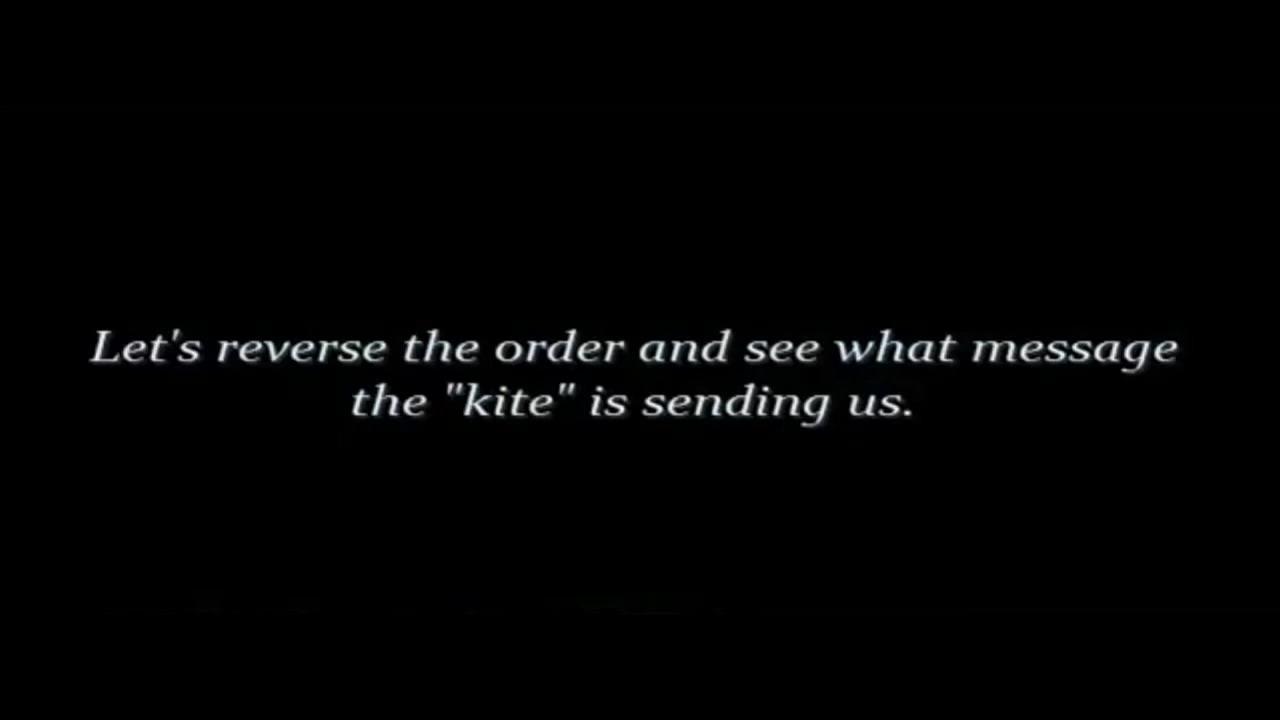 Let's reverse the order and see what message
the "kite" is sending us.